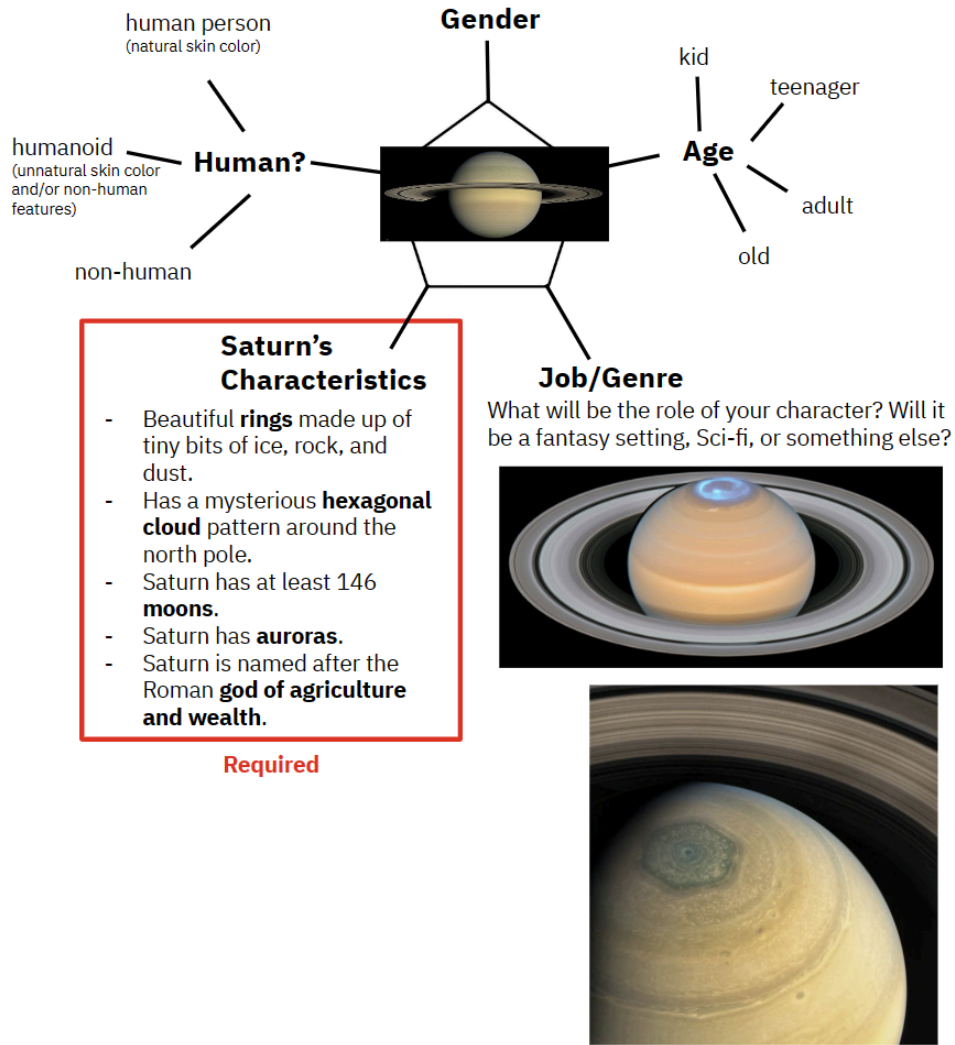 Gender
human person
(natural skin color)
humanoid
(unnatural skin color
and/or non-human
features)
Human?
non-human
kid
teenager
Age
adult
old
Saturn’s
Characteristics
- Beautiful rings made up of
tiny bits of ice, rock, and
dust.
- Has a mysterious hexagonal
cloud pattern around the
north pole.
- Saturn has at least 146
moons.
- Saturn has auroras.
- Saturn is named after the
Roman god of agriculture
and wealth.
Required
Job/Genre
What will be the role of your character? Will it
be a fantasy setting, Sci-fi, or something else?